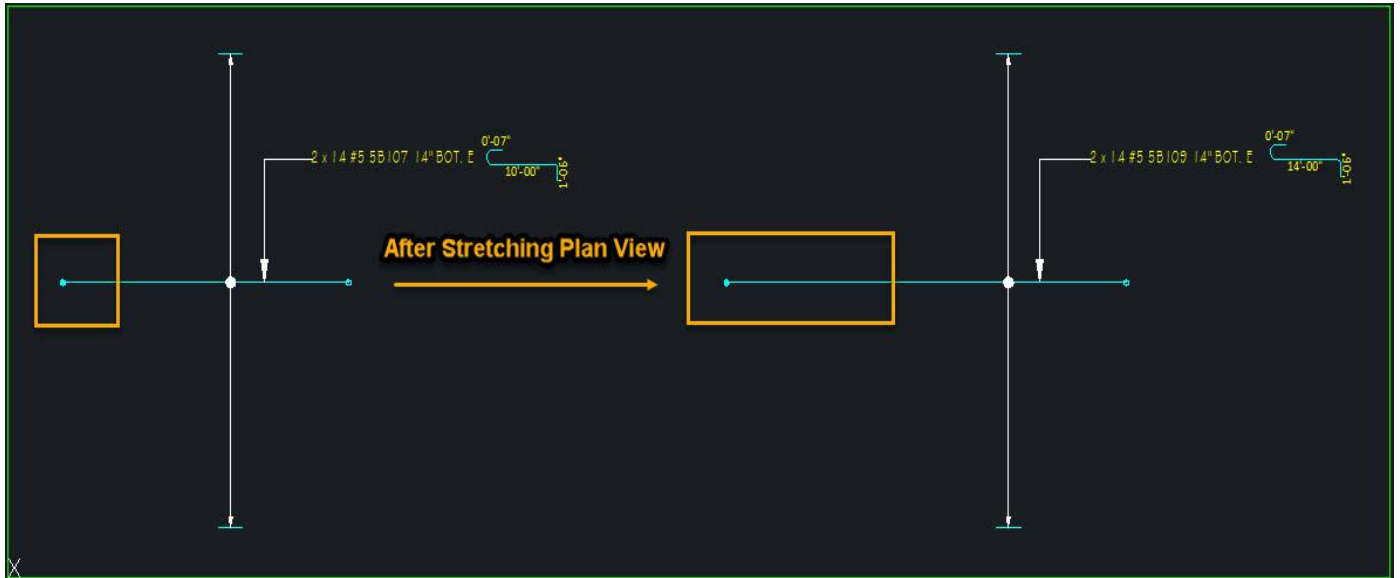 0'-07"
2 x 14 #5 5B107 14" BOT. E
10'-00"
1'-06"
After Stretching Plan View
0'-07"
2 x 14 #5 5B109 14" BOT. E
14'-00"
1'-06"
X